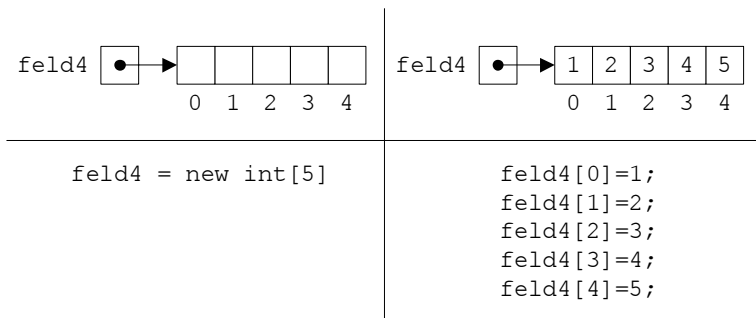 feld4
0 1 2 3 4
feld4 = new int[5]
feld4 1 2 3 4 5
0 1 2 3 4
feld4[0]=1;
feld4[1]=2;
feld4[2]=3;
feld4[3]=4;
feld4[4]=5;